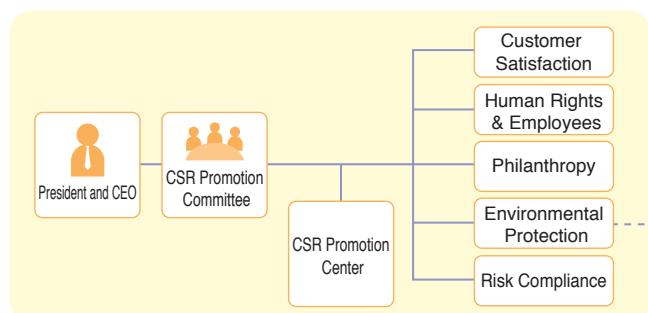 President and CEO
CSR Promotion
Committee
CSR Promotion
Center
Customer
Satisfaction
Human Rights
& Employees
Philanthropy
Environmental
Protection
Risk Compliance